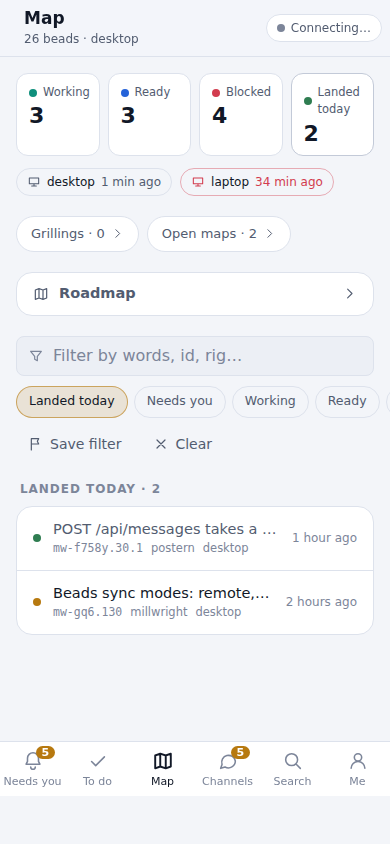 Map
26 beads · desktop
Connecting...
Working
3
Ready
3
Blocked
4
Landed today
2
desktop 1 min ago
laptop 34 min ago
Grillings · 0
Open maps · 2
Roadmap
Filter by words, id, rig...
Landed today
Needs you
Working
Ready
Save filter
Clear
LANDED TODAY · 2
POST /api/messages takes a ...
1 hour ago
mw-f758y.30.1 postern desktop
Beads sync modes: remote,...
2 hours ago
mw-gq6.130 millwright desktop
5
5
Needs you
To do
Map
Channels
Search
Me